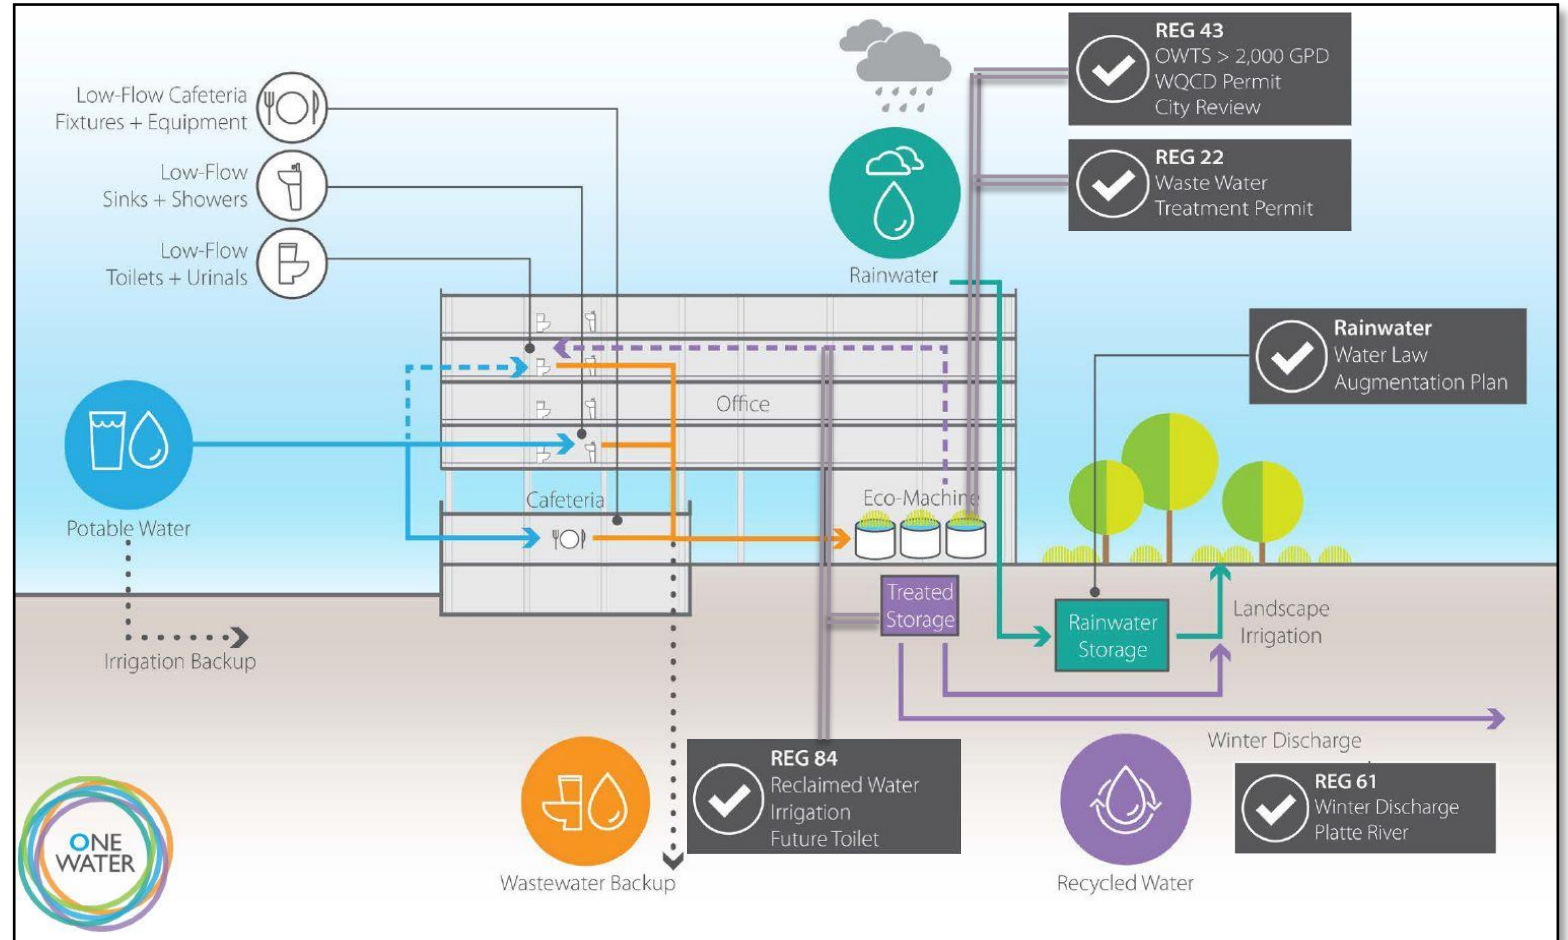 Low-Flow Cafeteria
Fixtures + Equipment
Low-Flow
Sinks + Showers
Low-Flow
Toilets + Urinals
Rainwater
REG 43
OWTS > 2,000 GPD
WQCD Permit
City Review
REG 22
Waste Water
Treatment Permit
Rainwater
Water Law
Augmentation Plan
Office
Potable Water
Cafeteria
Eco-Machine
Irrigation Backup
Treated
Storage
Rainwater
Storage
Landscape
Irrigation
Winter Discharge
ONE
WATER
Wastewater Backup
REG 84
Reclaimed Water
Irrigation
Future Toilet
Recycled Water
REG 61
Winter Discharge
Platte River